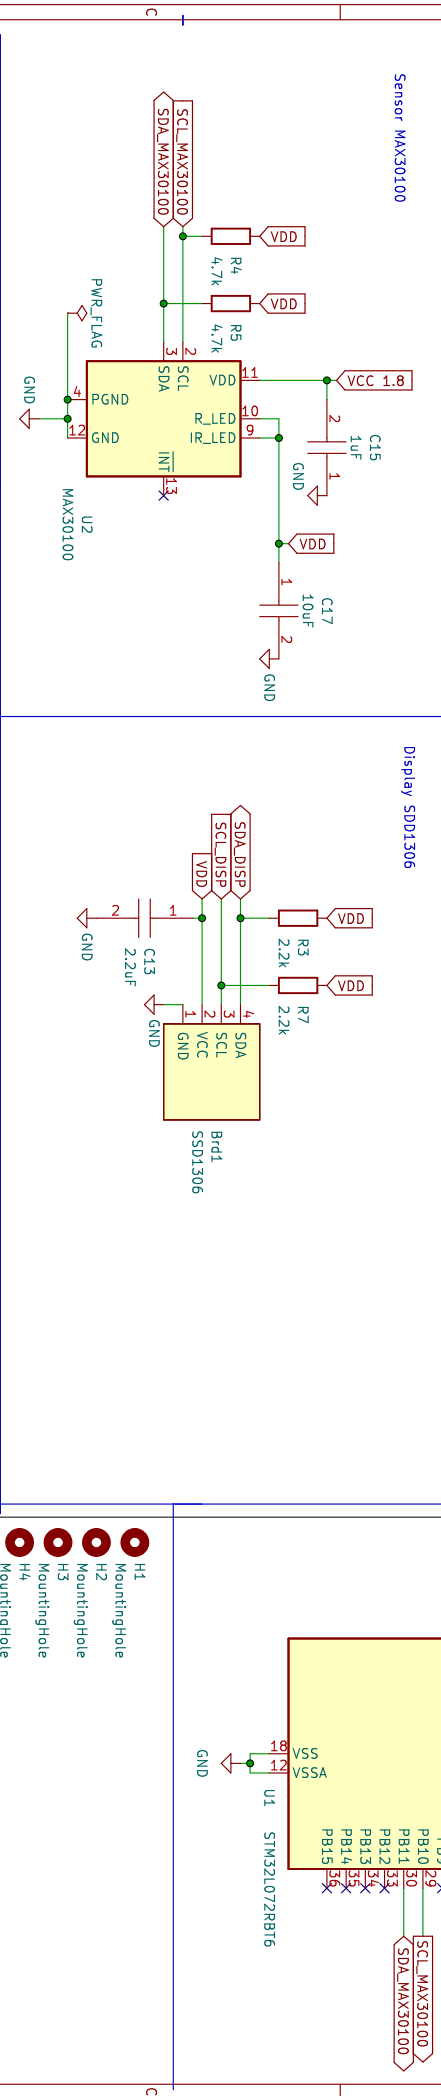 C
Sensor MAX30100
SCL_MAX30100
SDA_MAX30100
VDD
R4
4.7k
VDD
R5
4.7k
PWR_FLAG
GND
3
2
SDA
SCL
4
PGND
12
GND
VDD
11
R_LED
10
IR_LED
9
INT
13
U2
MAX30100
VCC 1.8
2
C15
1uF
1
GND
VDD
1
C17
10uF
2
GND
Display SDD1306
SDA_DISP
SCL_DISP
VDD
VDD
R3
2.2k
VDD
R7
2.2k
2
1
C13
2.2uF
GND
GND
1
2
3
4
GND
VCC
SCL
SDA
Brd1
SSD1306
H1
MountingHole
H2
MountingHole
H3
MountingHole
H4
MountingHole
18
VSS
12
VSSA
GND
U1
STM32L072RBT6
PB10
29
PB11
30
PB12
33
PB13
34
PB14
35
PB15
36
SCL_MAX30100
SDA_MAX30100
C